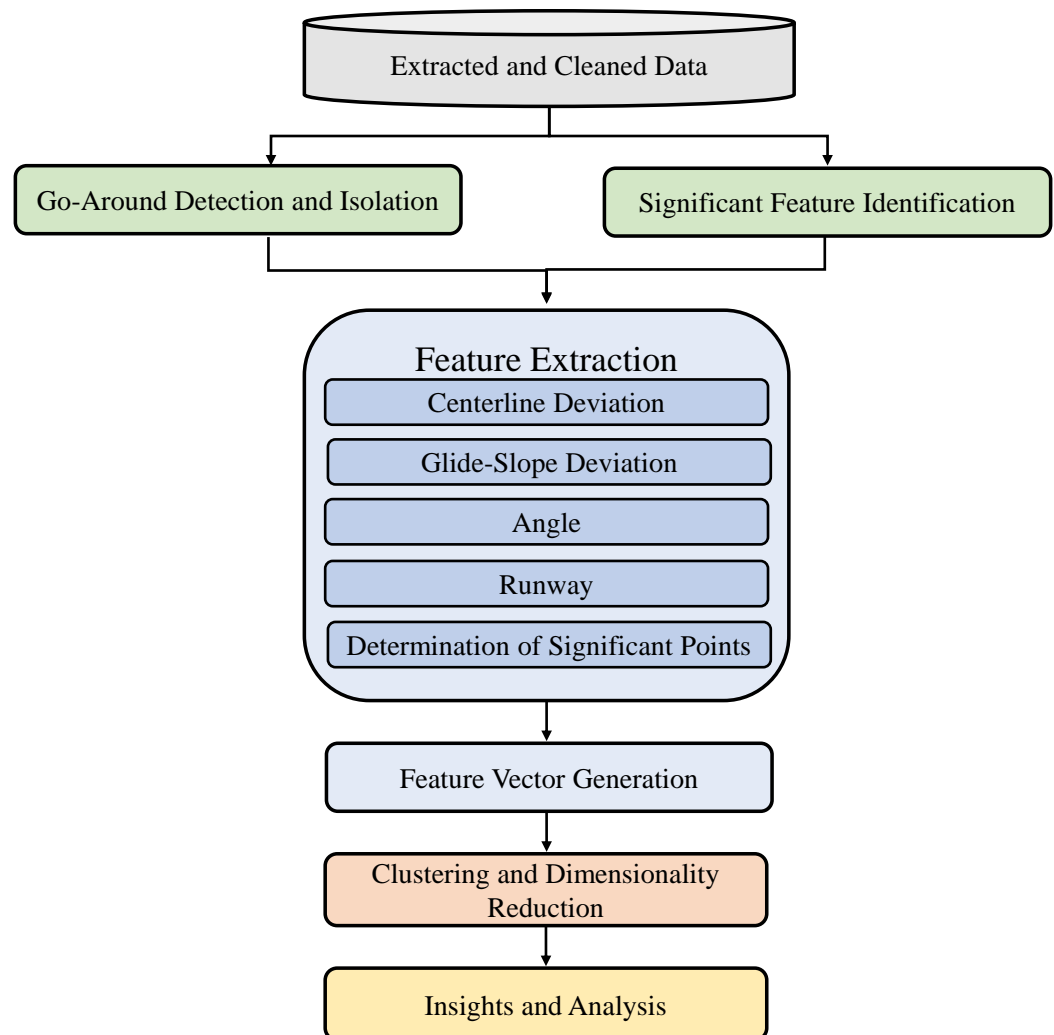 Extracted and Cleaned Data
Go-Around Detection and Isolation
Significant Feature Identification
Feature Extraction
Centerline Deviation
Glide-Slope Deviation
Angle
Runway
Determination of Significant Points
Feature Vector Generation
Clustering and Dimensionality
Reduction
Insights and Analysis